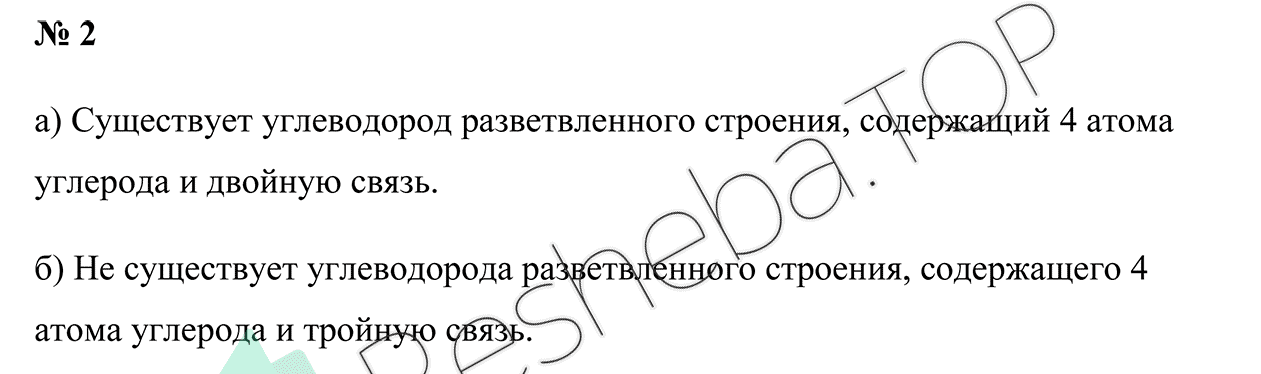 № 2
а) Существует углеводород разветвленного строения, содержащий 4 атома
углерода и двойную связь.
б) Не существует углеводорода разветвленного строения, содержащего 4
атома углерода и тройную связь.
Resheba.TOP